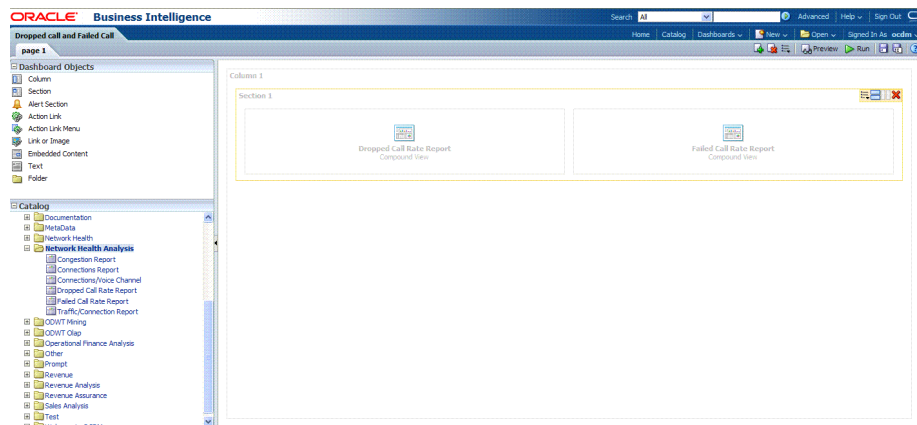 ORACLE Business Intelligence
Search All Advanced Help Sign Out
Dropped call and Failed Call
Home Catalog Dashboards New Open Signed In As ocdm
page 1
Preview Run
Dashboard Objects
Column
Section
Alert Section
Action Link
Action Link Menu
Link or Image
Embedded Content
Text
Folder
Catalog
Documentation
MetaData
Network Health
Network Health Analysis
Congestion Report
Connections Report
Connections/Voice Channel
Dropped Call Rate Report
Failed Call Rate Report
Traffic/Connection Report
ODWT Mining
ODWT Olap
Operational Finance Analysis
Other
Prompt
Revenue
Revenue Analysis
Revenue Assurance
Sales Analysis
Test
Column 1
Section 1
Dropped Call Rate Report
Compound View
Failed Call Rate Report
Compound View